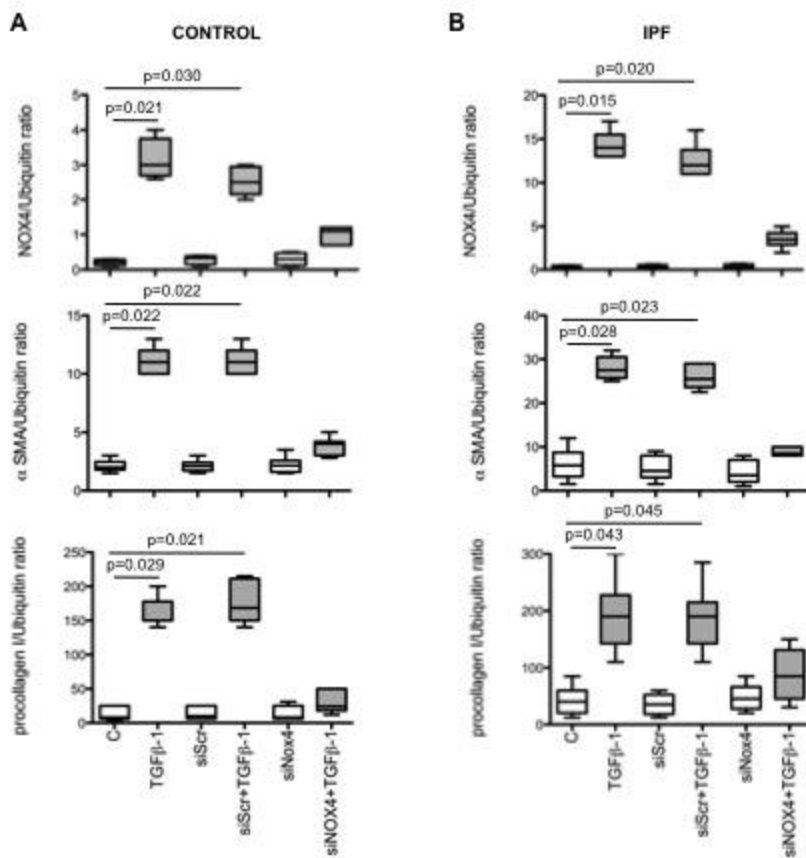 A
CONTROL
NOX4/Ubiquitin ratio
p=0.030
p=0.021
5
4
3
2
1
0
α SMA/Ubiquitin ratio
p=0.022
p=0.022
15
10
5
0
procollagen I/Ubiquitin ratio
p=0.021
p=0.029
250
200
150
100
50
0
C
TGFβ-1
siScr
siScr+TGFβ-1
siNox4
siNOX4+TGFβ-1
B
IPF
NOX4/Ubiquitin ratio
p=0.020
p=0.015
20
15
10
5
0
α SMA/Ubiquitin ratio
p=0.023
p=0.028
40
30
20
10
0
procollagen I/Ubiquitin ratio
p=0.045
p=0.043
300
200
100
0
C
TGFβ-1
siScr
siScr+TGFβ-1
siNox4
siNOX4+TGFβ-1